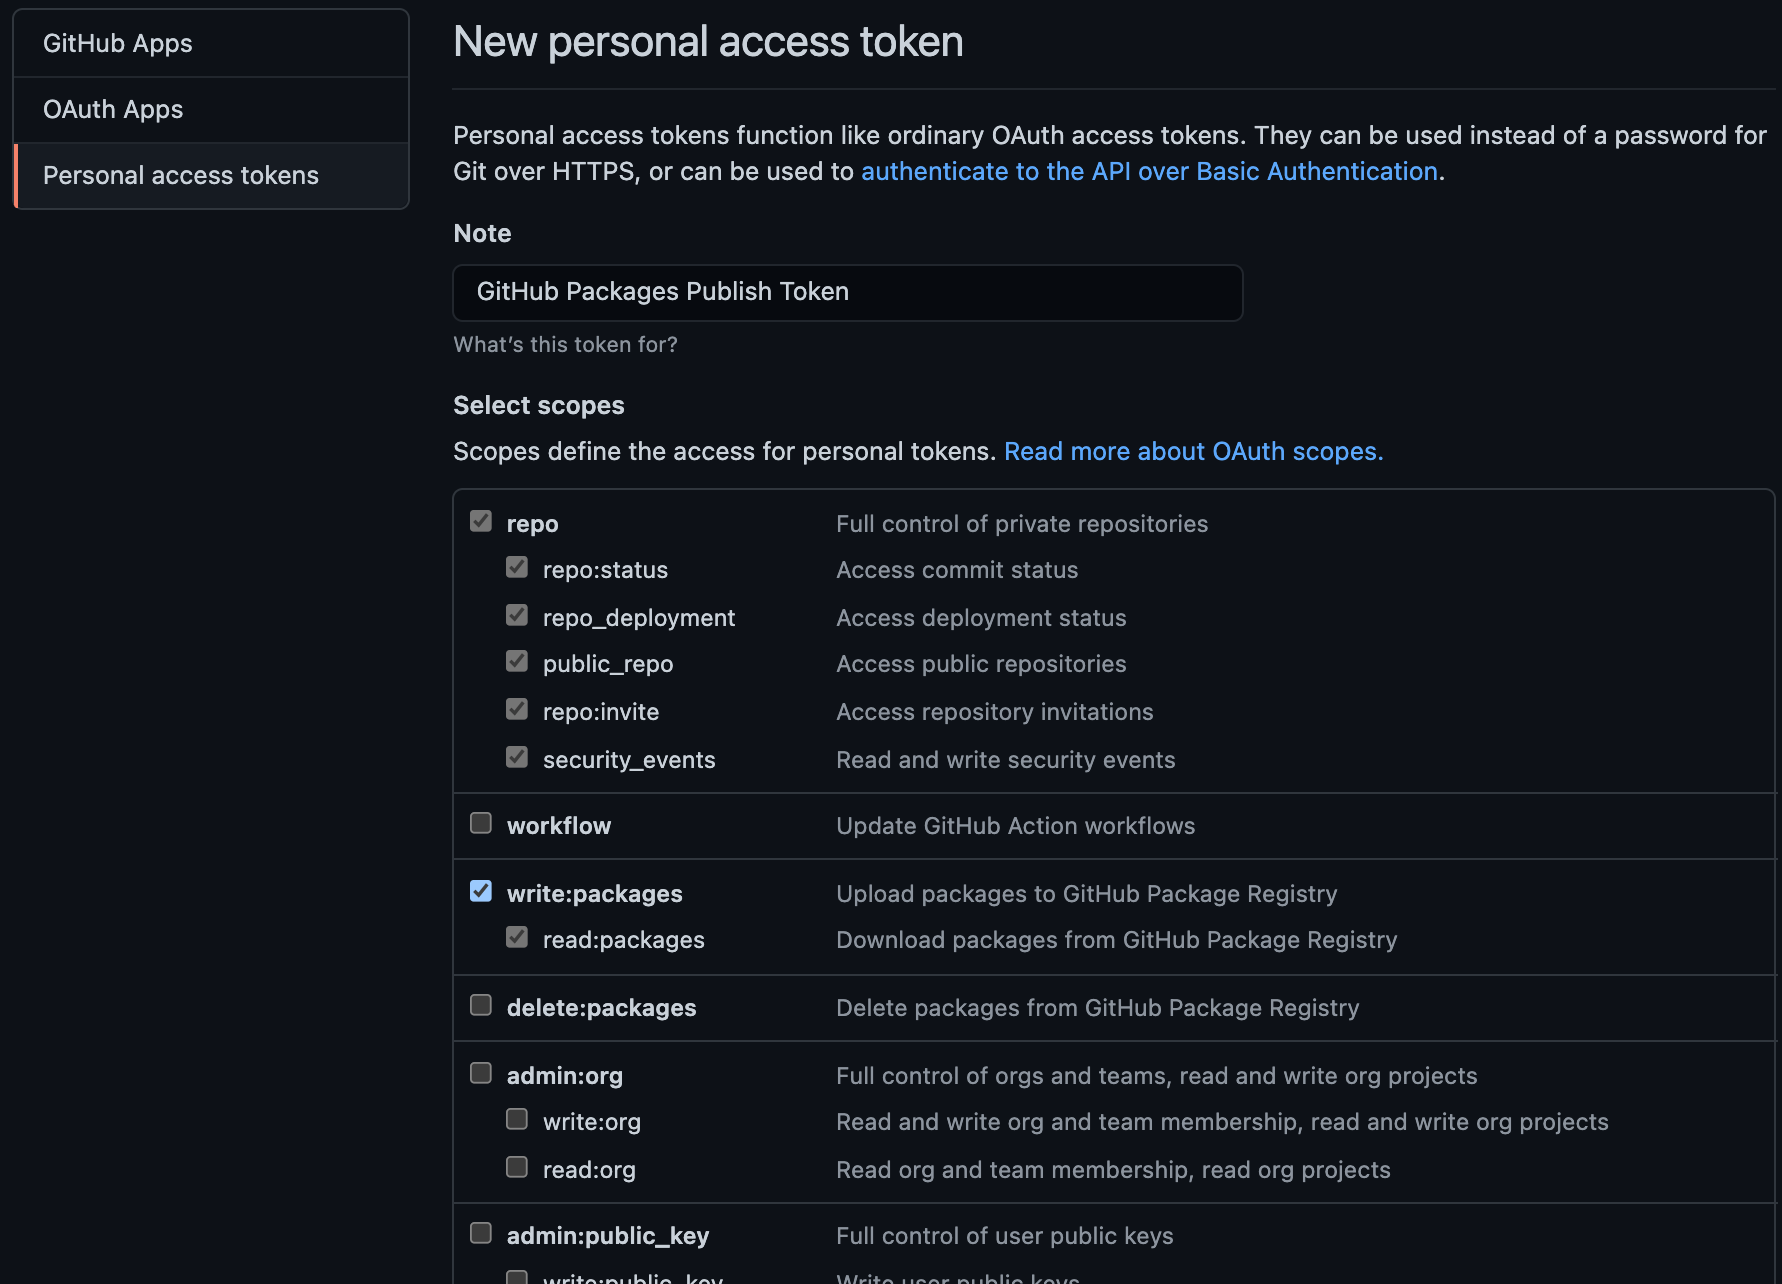 GitHub Apps
OAuth Apps
Personal access tokens
New personal access token
Personal access tokens function like ordinary OAuth access tokens. They can be used instead of a password for
Git over HTTPS, or can be used to authenticate to the API over Basic Authentication.
Note
GitHub Packages Publish Token
What's this token for?
Select scopes
Scopes define the access for personal tokens. Read more about OAuth scopes.
repo Full control of private repositories
repo:status Access commit status
repo_deployment Access deployment status
public_repo Access public repositories
repo:invite Access repository invitations
security_events Read and write security events
workflow Update GitHub Action workflows
write:packages Upload packages to GitHub Package Registry
read:packages Download packages from GitHub Package Registry
delete:packages Delete packages from GitHub Package Registry
admin:org Full control of orgs and teams, read and write org projects
write:org Read and write org and team membership, read and write org projects
read:org Read org and team membership, read org projects
admin:public_key Full control of user public keys
write:public_key Write user public keys